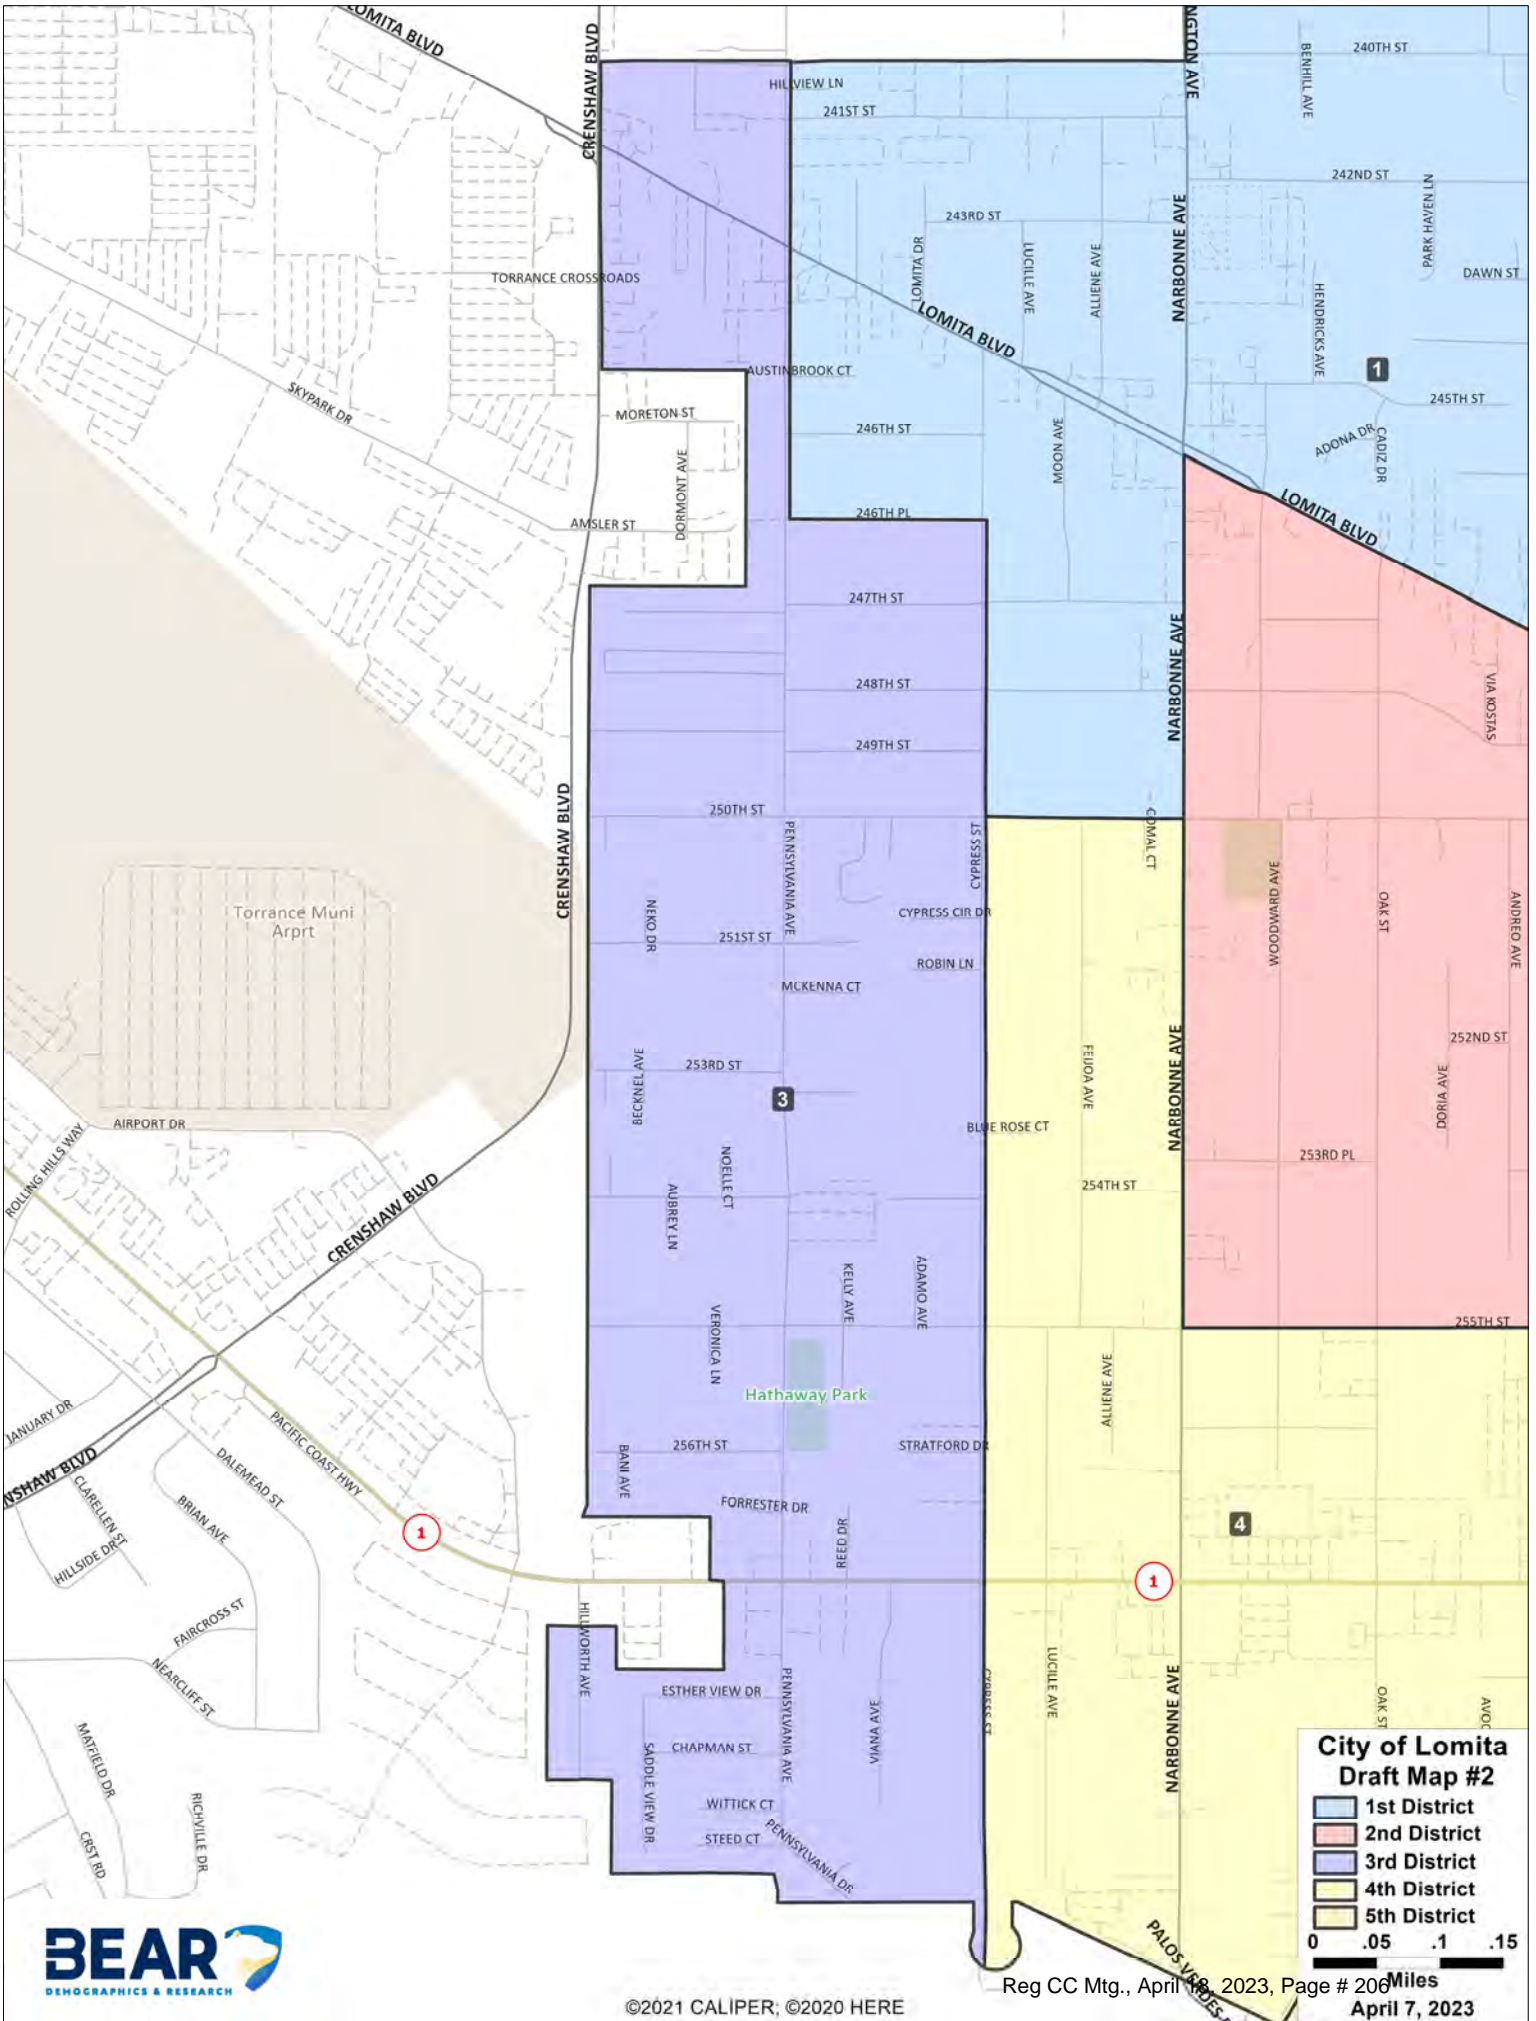 LOMITA BLVD
CRENSHAW BLVD
NGTON AVE
BENHILL AVE
240TH ST
HILLVIEW LN
241ST ST
242ND ST
PARK HAVEN LN
NARBONNE AVE
243RD ST
LOMITA DR
LUCILLE AVE
ALLIENE AVE
DAWN ST
TORRANCE CROSSROADS
HENDRICKS AVE
LOMITA BLVD
1
AUSTINBROOK CT
SKYPARK DR
MORETON ST
245TH ST
246TH ST
MOON AVE
ADONA DR
CADIZ DR
DORMONT AVE
LOMITA BLVD
246TH PL
AMSLER ST
247TH ST
NARBONNE AVE
248TH ST
VIA KOSTAS
249TH ST
CRENSHAW BLVD
250TH ST
PENNSYLVANIA AVE
CYPRESS ST
COMAL CT
WOODWARD AVE
OAK ST
ANDREO AVE
Torrance Muni
Arprt
NEKO DR
CYPRESS CIR DR
251ST ST
ROBIN LN
MCKENNA CT
NARBONNE AVE
252ND ST
BECKNEL AVE
253RD ST
FEIJOA AVE
DORIA AVE
3
AIRPORT DR
BLUE ROSE CT
ROLLING HILLS WAY
NOELLE CT
253RD PL
254TH ST
CRENSHAW BLVD
AUBREY LN
KELLY AVE
ADAMO AVE
VERONICA LN
255TH ST
ALLIENE AVE
Hathaway Park
JANUARY DR
PACIFIC COAST HWY
256TH ST
STRATFORD DR
NSHAW BLVD
DALEMEAD ST
BANI AVE
CLARELLEN ST
BRIAN AVE
FORRESTER DR
REED DR
4
1
HILLSIDE DR
1
FAIRCROSS ST
HILLWORTH AVE
NEARCLIFF ST
ESTHER VIEW DR
PENNSYLVANIA AVE
VIANA AVE
CYPRESS ST
LUCILLE AVE
NARBONNE AVE
OAK ST
AVOC
MATFIELD DR
SADDLE VIEW DR
CHAPMAN ST
WITTICK CT
STEED CT
PENNSYLVANIA DR
RICHVILLE DR
CRST RD
PALOS VERDES
City of Lomita
Draft Map #2
1st District
2nd District
3rd District
4th District
5th District
0 .05 .1 .15
Miles
April 7, 2023
BEAR
DEMOGRAPHICS & RESEARCH
©2021 CALIPER; ©2020 HERE
Reg CC Mtg., April 18, 2023, Page # 206